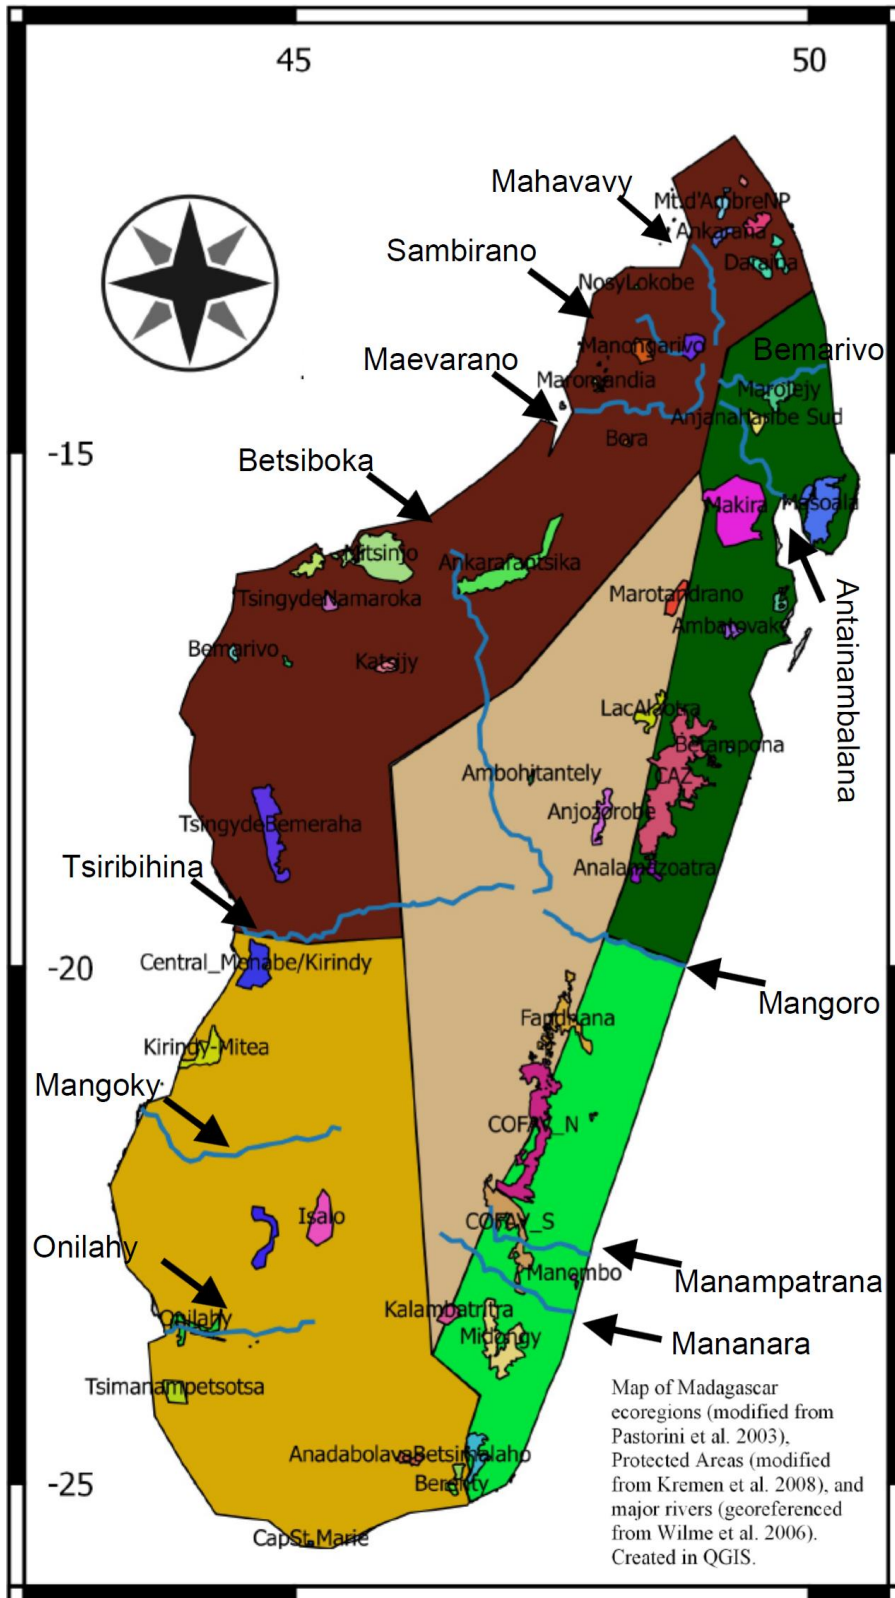 45
50
Mahavavy
Mt.d'AmbreNP
Ankarana
Sambirano
Daraina
NosyLokobe
Manongarivo
Bemarivo
Maevarano
Maromandia
Marojejy
Anjanaharibe Sud
Bora
-15
Betsiboka
Makira
Masoala
Mitsinjo
Ankarafantsika
TsingydeNamaroka
Marotandrano
Antainambalana
Ambatovaky
Bemarivo
Katsijy
LacAlaotra
Betampona
Ambohitantely
CAZ
Anjozorobe
TsingydeBemeraha
Tsiribihina
Analamazoatra
-20
Central_Menabe/Kirindy
Mangoro
Fandriana
Kirindy-Mitea
Mangoky
COFAV_N
Isalo
COFAV_S
Onilahy
Manombo
Manampatrana
Kalambatritra
Onilahy
Midongy
Mananara
Tsimanampetsotsa
Map of Madagascar
ecoregions (modified from
Pastorini et al. 2003),
Protected Areas (modified
from Kremen et al. 2008), and
major rivers (georeferenced
from Wilme et al. 2006).
Created in QGIS.
AnadabolavaBetsimalaho
-25
Berenty
CapSt.Marie